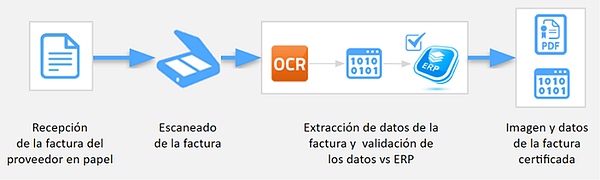 OCR
1010
0101
ERP
PDF
1010
0101
Recepción
de la factura del
proveedor en papel
Escaneado
de la factura
Extracción de datos de la
factura y validación de
los datos vs ERP
Imagen y datos
de la factura
certificada